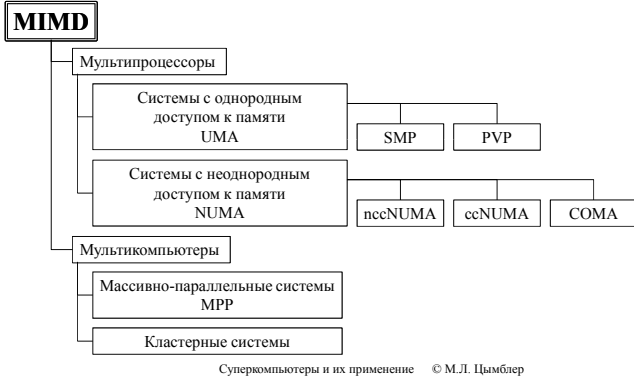 MIMD
Мультипроцессоры
Системы с однородным
доступом к памяти
UMA
SMP
PVP
Системы с неоднородным
доступом к памяти
NUMA
nccNUMA
ccNUMA
COMA
Мультикомпьютеры
Массивно-параллельные системы
MPP
Кластерные системы
Суперкомпьютеры и их применение © М.Л. Цымблер